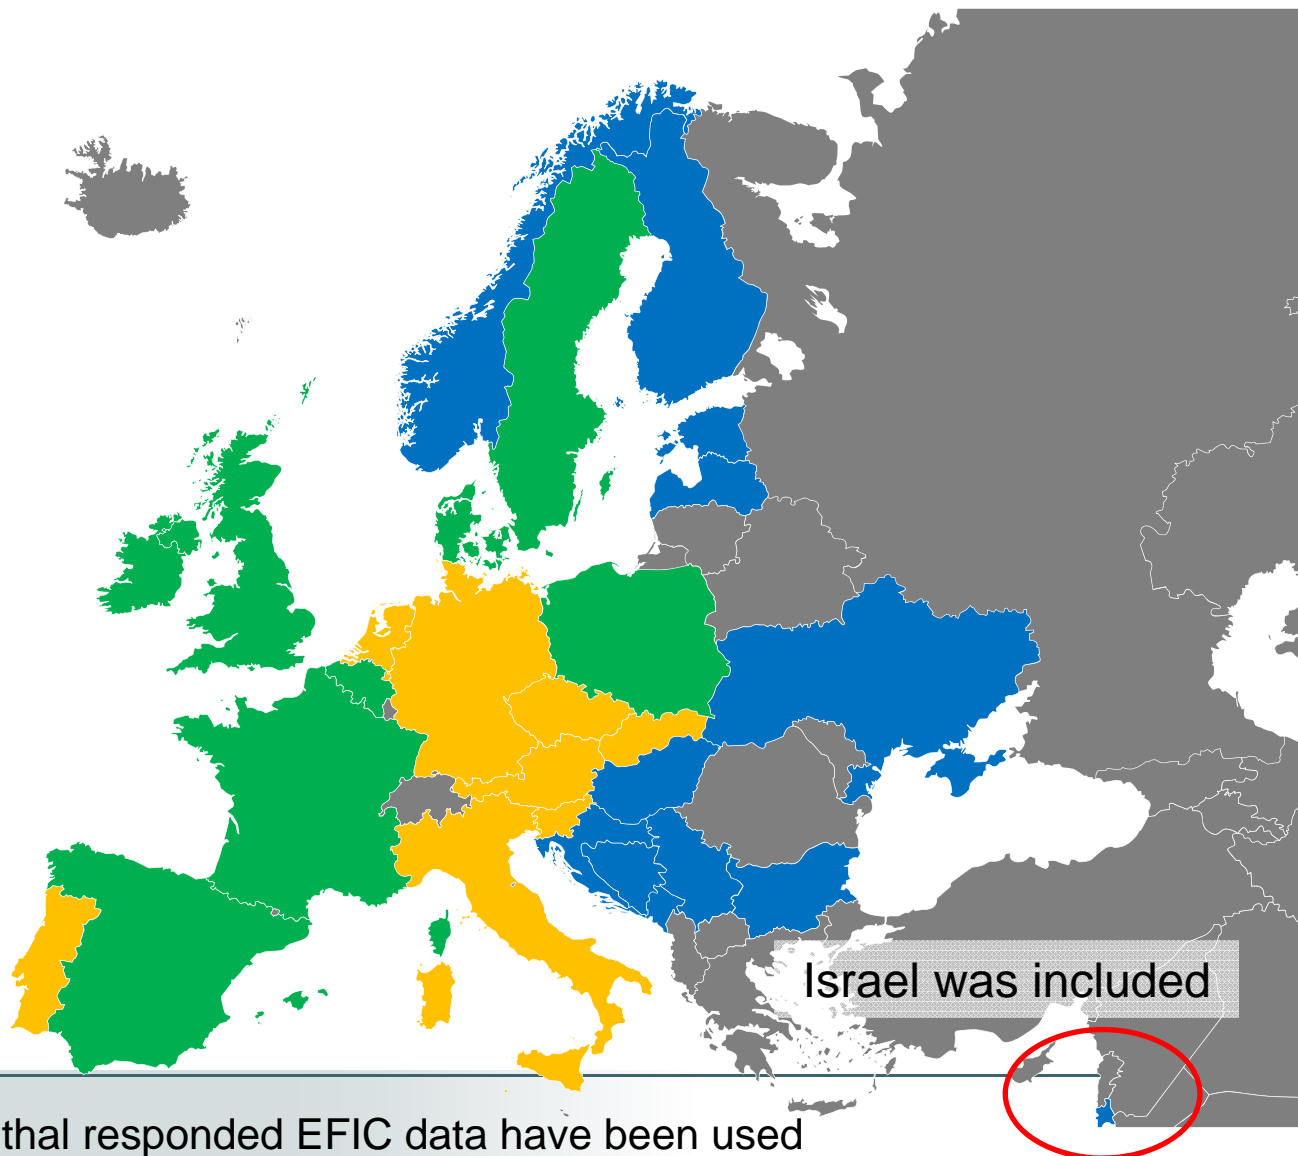 Israel was included
thal responded EFIC data have been used